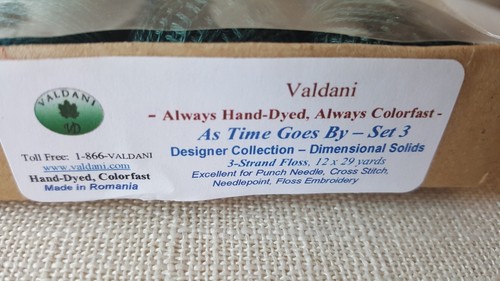 VALDANI
VD
Toll Free: 1-866-VALDANI
www.valdani.com
Hand-Dyed, Colorfast
Made in Romania
Valdani
- Always Hand-Dyed, Always Colorfast -
As Time Goes By – Set 3
Designer Collection – Dimensional Solids
3-Strand Floss, 12 x 29 yards
Excellent for Punch Needle, Cross Stitch,
Needlepoint, Floss Embroidery